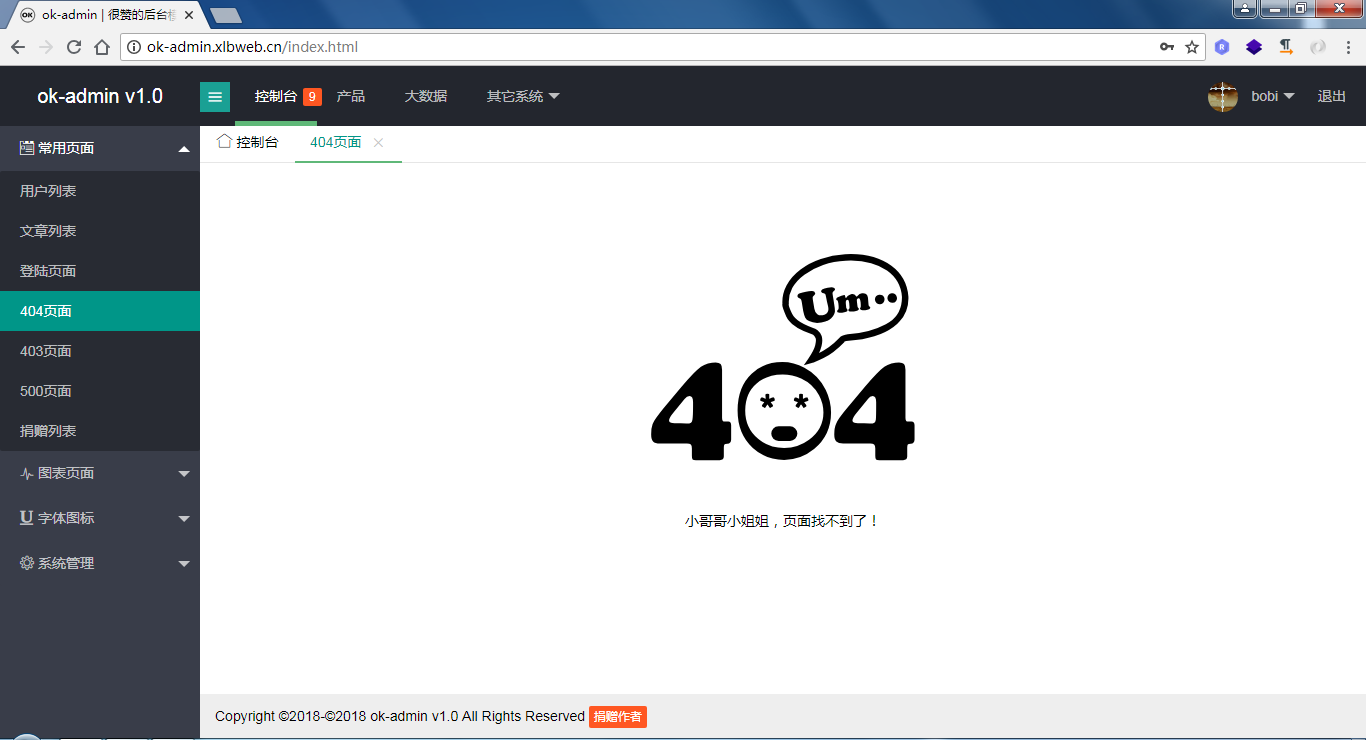 ok-admin | 很赞的后台
ok-admin.xlbweb.cn/index.html
ok-admin v1.0
控制台 9 产品 大数据 其它系统 bobi 退出
常用页面
用户列表
文章列表
登陆页面
404页面
403页面
500页面
捐赠列表
图表页面
字体图标
系统管理
控制台 404页面
Um
404
小哥哥小姐姐，页面找不到了！
Copyright ©2018-©2018 ok-admin v1.0 All Rights Reserved 捐赠作者